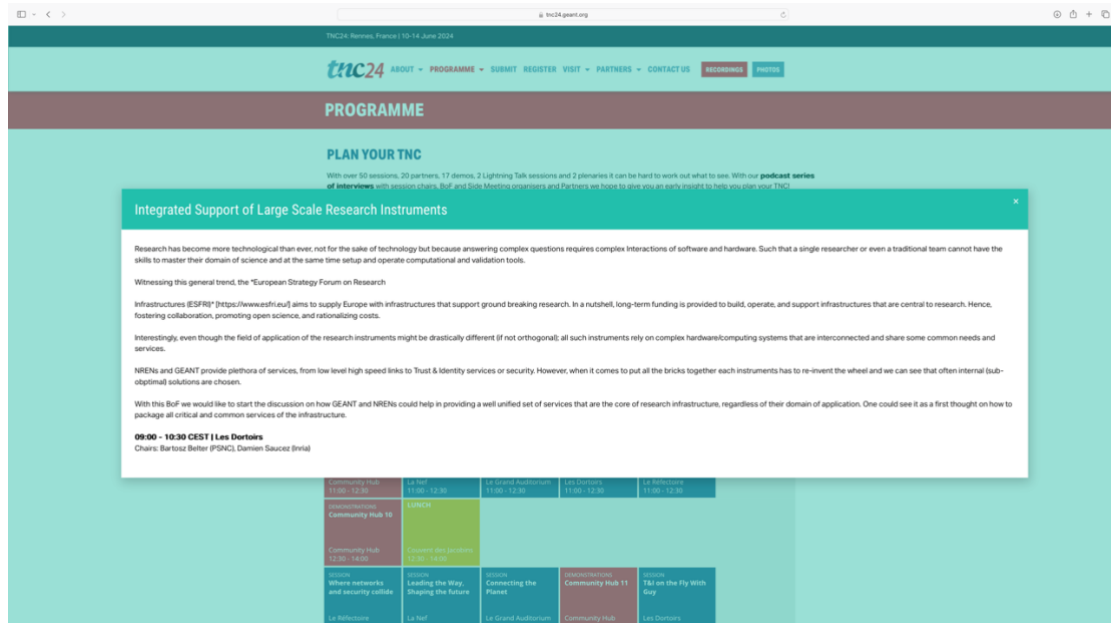 tnc24.geant.org
TNC24: Rennes, France | 10-14 June 2024
tnc24 ABOUT PROGRAMME SUBMIT REGISTER VISIT PARTNERS CONTACT US RECORDINGS PHOTOS
PROGRAMME
PLAN YOUR TNC
With over 50 sessions, 20 partners, 17 demos, 2 Lightning Talk sessions and 2 plenaries it can be hard to work out what to see. With our podcast series
of interviews with session chairs, BoF and Side Meeting organisers and Partners we hope to give you an early insight to help you plan your TNC!
Integrated Support of Large Scale Research Instruments
Research has become more technological than ever, not for the sake of technology but because answering complex questions requires complex Interactions of software and hardware. Such that a single researcher or even a traditional team cannot have the
skills to master their domain of science and at the same time setup and operate computational and validation tools.
Witnessing this general trend, the *European Strategy Forum on Research
Infrastructures (ESFRI)* [https://www.esfri.eu/] aims to supply Europe with infrastructures that support ground breaking research. In a nutshell, long-term funding is provided to build, operate, and support infrastructures that are central to research. Hence,
fostering collaboration, promoting open science, and rationalizing costs.
Interestingly, even though the field of application of the research instruments might be drastically different (if not orthogonal); all such instruments rely on complex hardware/computing systems that are interconnected and share some common needs and
services.
NRENs and GEANT provide plethora of services, from low level high speed links to Trust & Identity services or security. However, when it comes to put all the bricks together each instruments has to re-invent the wheel and we can see that often internal (sub-
obptimal) solutions are chosen.
With this BoF we would like to start the discussion on how GEANT and NRENs could help in providing a well unified set of services that are the core of research infrastructure, regardless of their domain of application. One could see it as a first thought on how to
package all critical and common services of the infrastructure.
09:00 - 10:30 CEST | Les Dortoirs
Chairs: Bartosz Belter (PSNC), Damien Saucez (Inria)
Community Hub La Nef Le Grand Auditorium Les Dortoirs Le Réfectoire
11:00 - 12:30 11:00 - 12:30 11:00 - 12:30 11:00 - 12:30 11:00 - 12:30
DEMONSTRATIONS LUNCH
Community Hub 10
Community Hub Couvent des Jacobins
12:30 - 14:00 12:30 - 14:00
SESSION SESSION SESSION DEMONSTRATIONS SESSION
Where networks Leading the Way, Connecting the Community Hub 11 T&I on the Fly With
and security collide Shaping the future Planet Guy
Le Réfectoire La Nef Le Grand Auditorium Community Hub Les Dortoirs